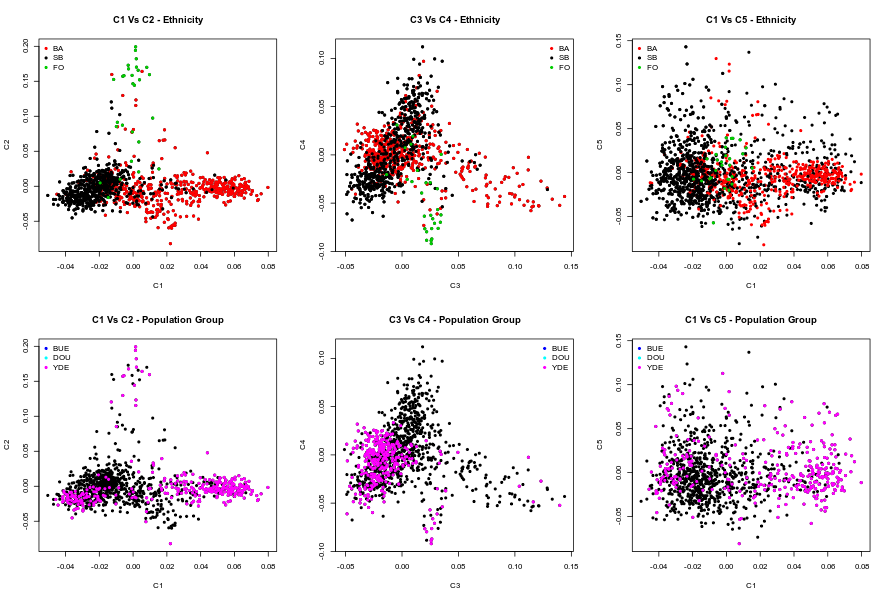 C1 Vs C2 - Ethnicity
BA
SB
FO
C2
-0.05 0.00 0.05 0.10 0.15 0.20
-0.04 -0.02 0.00 0.02 0.04 0.06 0.08
C1
C3 Vs C4 - Ethnicity
BA
SB
FO
C4
-0.10 -0.05 0.00 0.05 0.10
-0.05 0.00 0.05 0.10 0.15
C3
C1 Vs C5 - Ethnicity
BA
SB
FO
C5
-0.05 0.00 0.05 0.10 0.15
-0.04 -0.02 0.00 0.02 0.04 0.06 0.08
C1
C1 Vs C2 - Population Group
BUE
DOU
YDE
C2
-0.05 0.00 0.05 0.10 0.15 0.20
-0.04 -0.02 0.00 0.02 0.04 0.06 0.08
C1
C3 Vs C4 - Population Group
BUE
DOU
YDE
C4
-0.10 -0.05 0.00 0.05 0.10
-0.05 0.00 0.05 0.10 0.15
C3
C1 Vs C5 - Population Group
BUE
DOU
YDE
C5
-0.05 0.00 0.05 0.10 0.15
-0.04 -0.02 0.00 0.02 0.04 0.06 0.08
C1